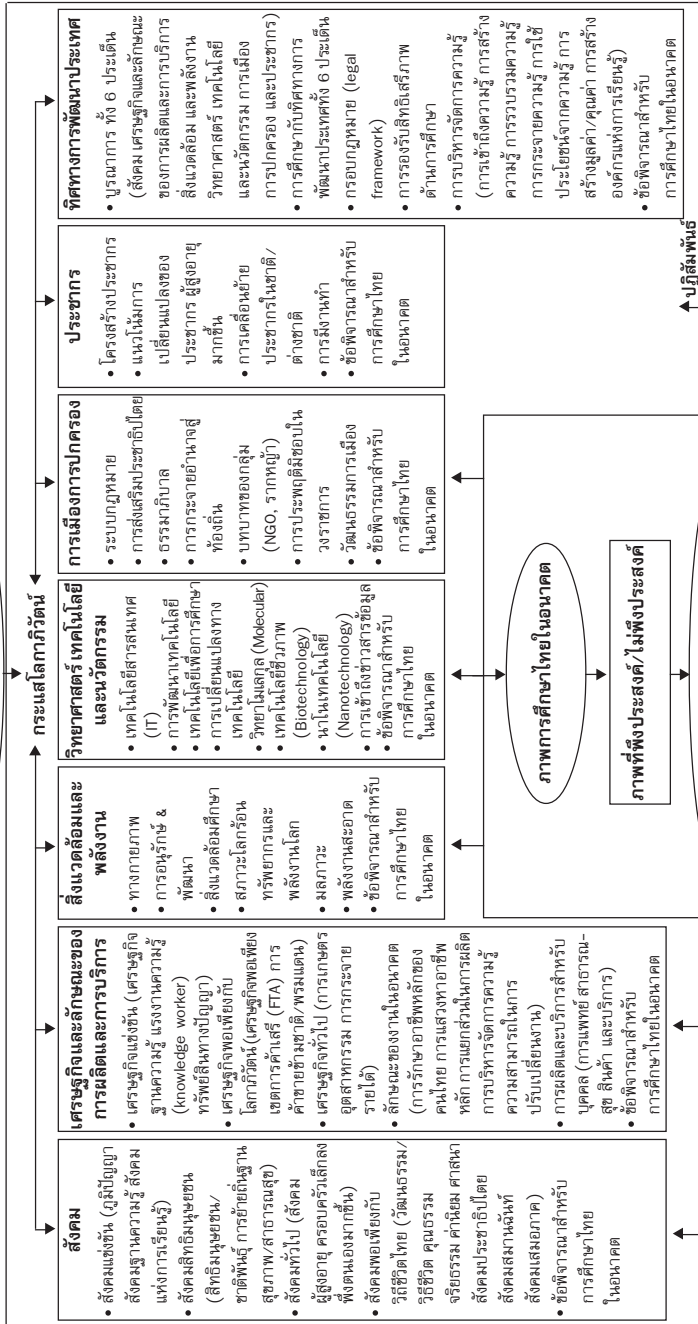 กระแสโลกาภิวัตน์
สังคม
• สังคมแข่งขัน (ภูมิปัญญา
สังคมฐานความรู้ สังคม
แห่งการเรียนรู้)
• สังคมสิทธิมนุษยชน
(สิทธิมนุษยชน/
ชาติพันธุ์ การย้ายถิ่นฐาน
สุขภาพ/สาธารณสุข)
• สังคมทั่วไป (สังคม
ผู้สูงอายุ ครอบครัวเล็กลง
พึ่งตนเองมากขึ้น)
• สังคมพอเพียงกับ
วิถีชีวิตไทย (วัฒนธรรม/
วิถีชีวิต คุณธรรม
จริยธรรม ค่านิยม ศาสนา
สังคมประชาธิปไตย
สังคมสมานฉันท์
สังคมเสมอภาค)
• ข้อพิจารณาสำหรับ
การศึกษาไทย
ในอนาคต
เศรษฐกิจและลักษณะของ
การผลิตและการบริการ
• เศรษฐกิจแข่งขัน (เศรษฐกิจ
ฐานความรู้ แรงงานความรู้
(knowledge worker)
ทรัพย์สินทางปัญญา)
• เศรษฐกิจพอเพียงกับ
โลกาภิวัตน์ (เศรษฐกิจพอเพียง
เขตการค้าเสรี (FTA) การ
ค้าขายข้ามชาติ/พรมแดน)
• เศรษฐกิจทั่วไป (การเกษตร
อุตสาหกรรม การกระจาย
รายได้)
• ลักษณะของงานในอนาคต
(การรักษาอาชีพหลักของ
คนไทย การแสวงหาอาชีพ
หลัก การแยกส่วนในการผลิต
การบริหารจัดการความรู้
ความสามารถในการ
ปรับเปลี่ยนงาน)
• การผลิตและบริการสำหรับ
บุคคล (การแพทย์ สาธารณ-
สุข สินค้า และบริการ)
• ข้อพิจารณาสำหรับ
การศึกษาไทยในอนาคต
สิ่งแวดล้อมและ
พลังงาน
• ทางกายภาพ
• การอนุรักษ์ &
พัฒนา
• สิ่งแวดล้อมศึกษา
• สภาวะโลกร้อน
• ทรัพยากรและ
พลังงานโลก
• มลภาวะ
• พลังงานสะอาด
• ข้อพิจารณาสำหรับ
การศึกษาไทย
ในอนาคต
วิทยาศาสตร์ เทคโนโลยี
และนวัตกรรม
• เทคโนโลยีสารสนเทศ
(IT)
• การพัฒนาเทคโนโลยี
• เทคโนโลยีเพื่อการศึกษา
• การเปลี่ยนแปลงทาง
เทคโนโลยี
• วิทยาโมเลกุล (Molecular)
• เทคโนโลยีชีวภาพ
(Biotechnology)
• นาโนเทคโนโลยี
(Nanotechnology)
• การเข้าถึงข่าวสารข้อมูล
• ข้อพิจารณาสำหรับ
การศึกษาไทย
ในอนาคต
การเมืองการปกครอง
• ระบบกฎหมาย
• การส่งเสริมประชาธิปไตย
• ธรรมาภิบาล
• การกระจายอำนาจสู่
ท้องถิ่น
• บทบาทของกลุ่ม
(NGO, รากหญ้า)
• การประพฤติมิชอบใน
วงราชการ
• วัฒนธรรมการเมือง
• ข้อพิจารณาสำหรับ
การศึกษาไทย
ในอนาคต
ประชากร
• โครงสร้างประชากร
• แนวโน้มการ
เปลี่ยนแปลงของ
ประชากร ผู้สูงอายุ
มากขึ้น
• การเคลื่อนย้าย
ประชากรในชาติ/
ต่างชาติ
• การมีงานทำ
• ข้อพิจารณาสำหรับ
การศึกษาไทย
ในอนาคต
ทิศทางการพัฒนาประเทศ
• บูรณาการ ทั้ง 6 ประเด็น
(สังคม เศรษฐกิจและลักษณะ
ของการผลิตและการบริการ
สิ่งแวดล้อม และพลังงาน
วิทยาศาสตร์ เทคโนโลยี
และนวัตกรรม การเมือง
การปกครอง และประชากร)
• การศึกษากับทิศทางการ
พัฒนาประเทศทั้ง 6 ประเด็น
• กรอบกฎหมาย (legal
framework)
• การรองรับสิทธิเสรีภาพ
ด้านการศึกษา
• การบริหารจัดการความรู้
(การเข้าถึงความรู้ การสร้าง
ความรู้ การรวบรวมความรู้
การกระจายความรู้ การใช้
ประโยชน์จากความรู้ การ
สร้างมูลค่า/คุณค่า การสร้าง
องค์กรแห่งการเรียนรู้)
• ข้อพิจารณาสำหรับ
การศึกษาไทยในอนาคต
ภาพการศึกษาไทยในอนาคต
ภาพที่พึงประสงค์/ไม่พึงประสงค์
ปฏิสัมพันธ์